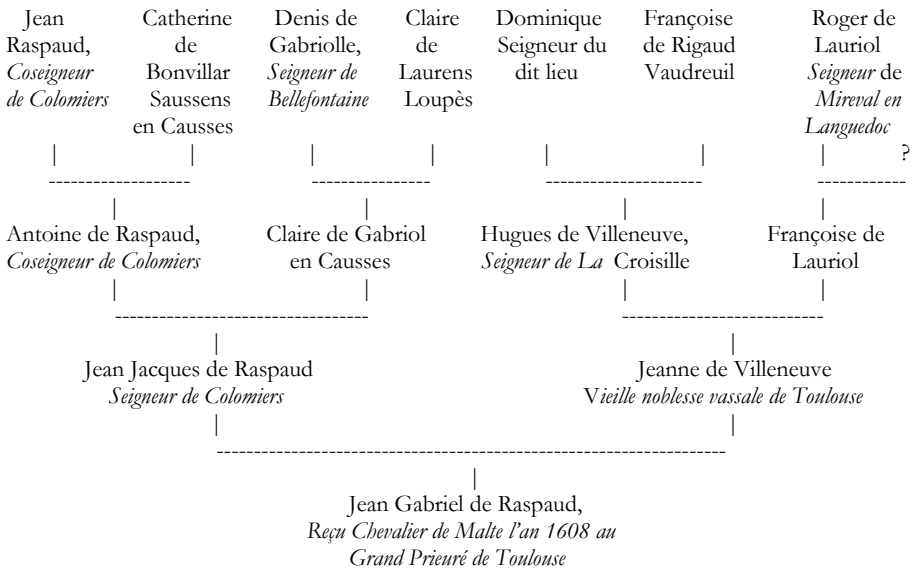 Jean Catherine Denis de Claire Dominique Françoise Roger de
Raspaud, de Gabriolle, de Seigneur du de Rigaud Lauriol
Coseigneur Bonvillar Seigneur de Laurens dit lieu Vaudreuil Seigneur de
de Colomiers Saussens Bellefontaine Loupès Mireval en
en Causses Languedoc
?
Antoine de Raspaud, Claire de Gabriol Hugues de Villeneuve, Françoise de
Coseigneur de Colomiers en Causses Seigneur de La Croisille Lauriol
Jean Jacques de Raspaud Jeanne de Villeneuve
Seigneur de Colomiers Vieille noblesse vassale de Toulouse
Jean Gabriel de Raspaud,
Reçu Chevalier de Malte l'an 1608 au
Grand Prieuré de Toulouse